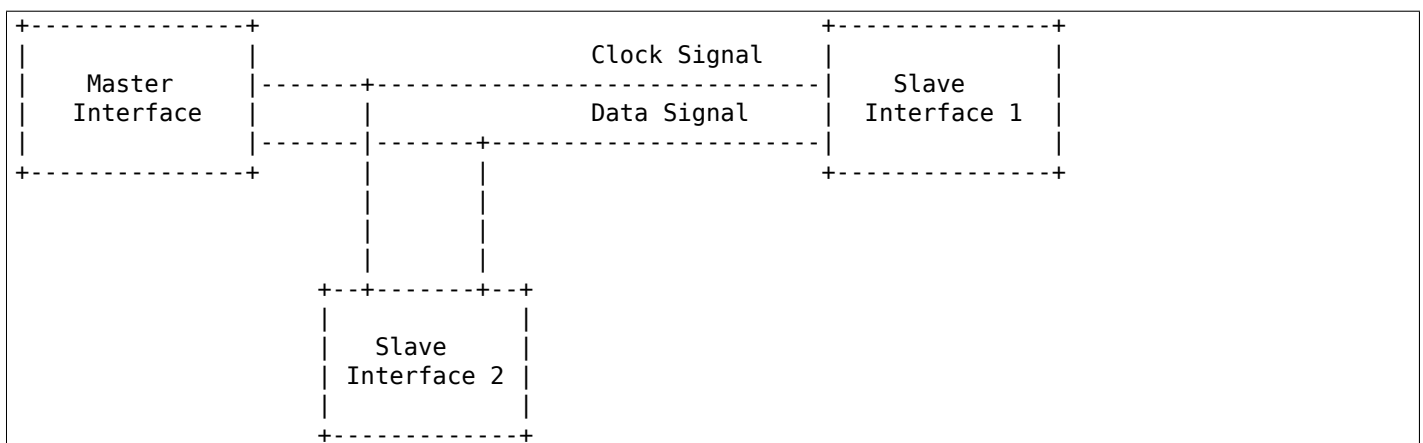 Clock Signal
Master Slave
Interface Data Signal Interface 1
Slave
Interface 2